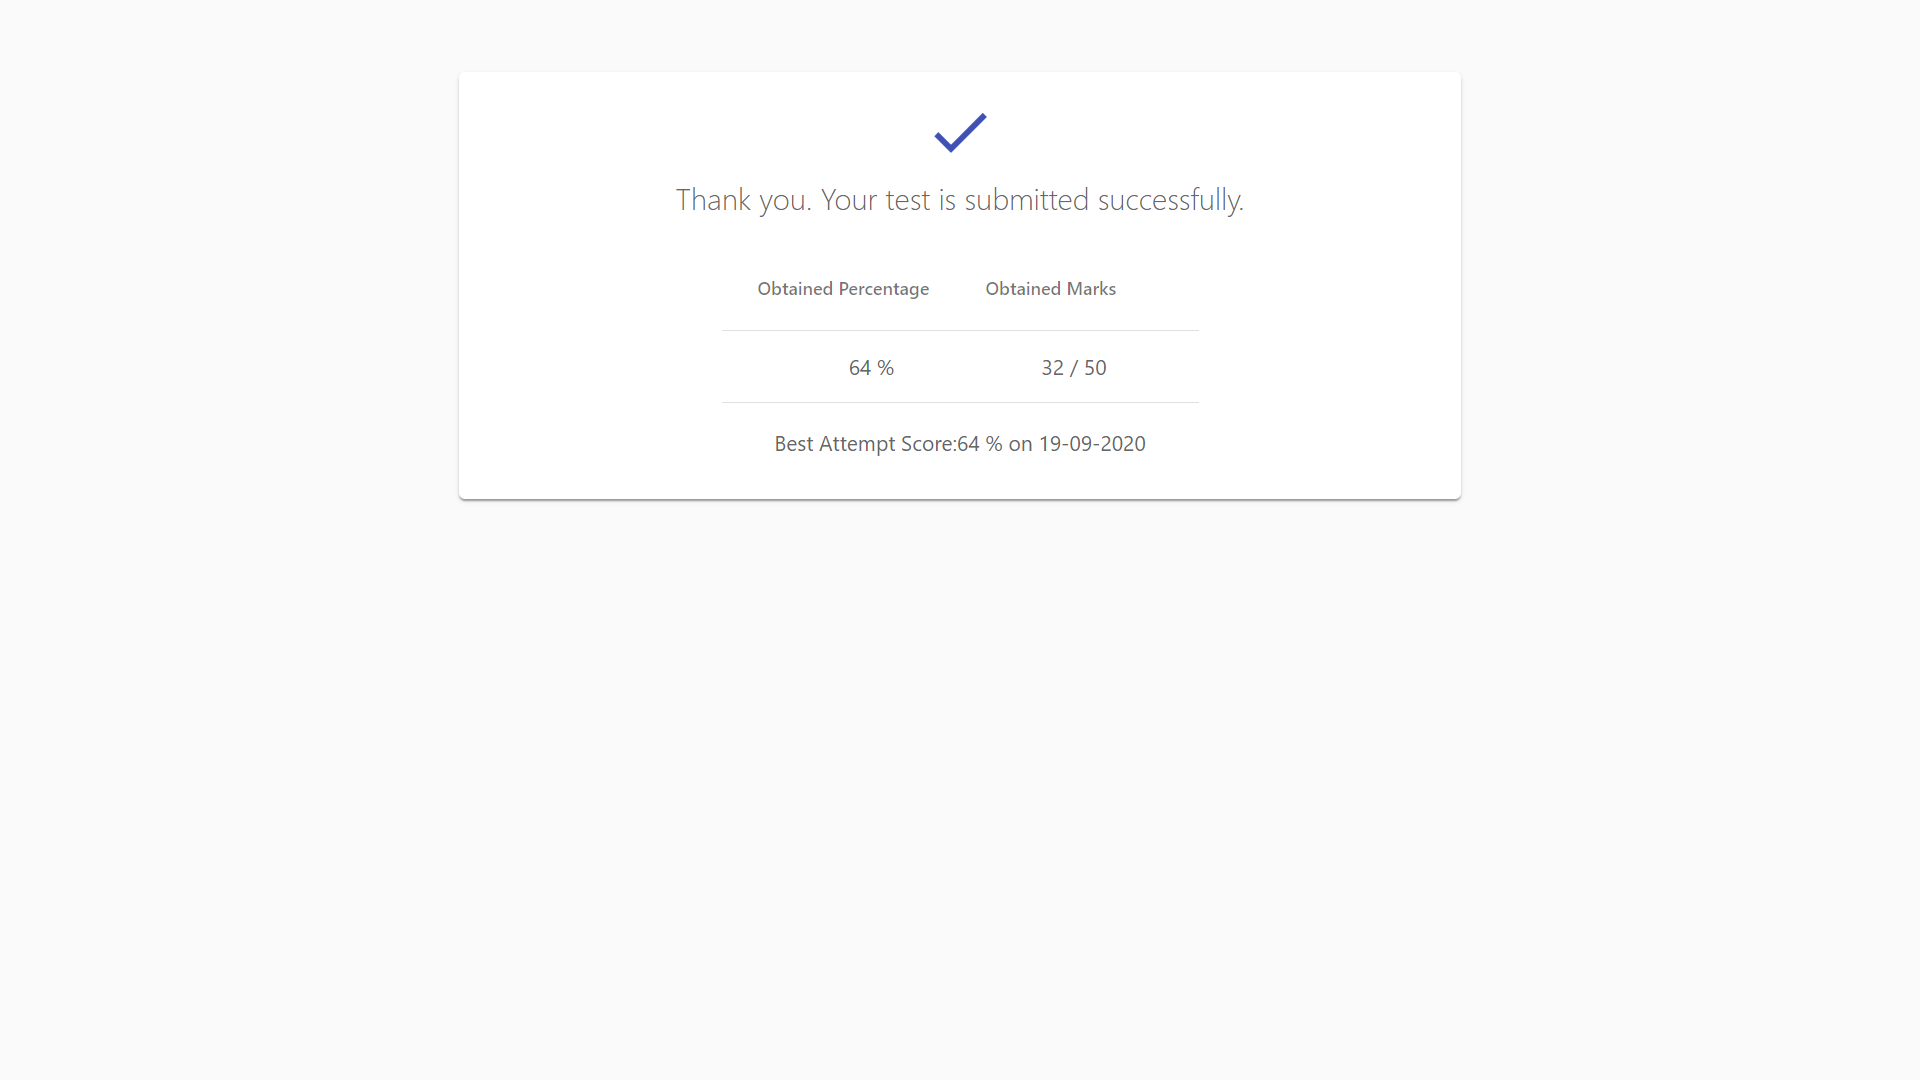 Thank you. Your test is submitted successfully.
Obtained Percentage Obtained Marks
64 % 32 / 50
Best Attempt Score:64 % on 19-09-2020